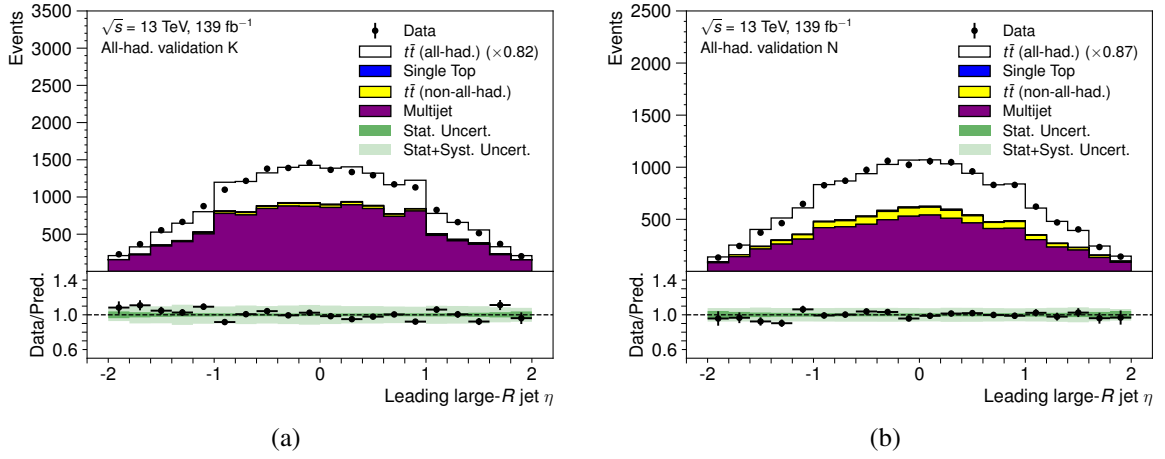 √s = 13 TeV, 139 fb⁻¹
All-had. validation K
Data
tt̄ (all-had.) (×0.82)
Single Top
tt̄ (non-all-had.)
Multijet
Stat. Uncert.
Stat+Syst. Uncert.
Events
3500
3000
2500
2000
1500
1000
500
Data/Pred.
1.4
1.0
0.6
-2 -1 0 1 2
Leading large-R jet η
(a)
√s = 13 TeV, 139 fb⁻¹
All-had. validation N
Data
tt̄ (all-had.) (×0.87)
Single Top
tt̄ (non-all-had.)
Multijet
Stat. Uncert.
Stat+Syst. Uncert.
Events
2500
2000
1500
1000
500
Data/Pred.
1.4
1.0
0.6
−2 −1 0 1 2
Leading large-R jet η
(b)